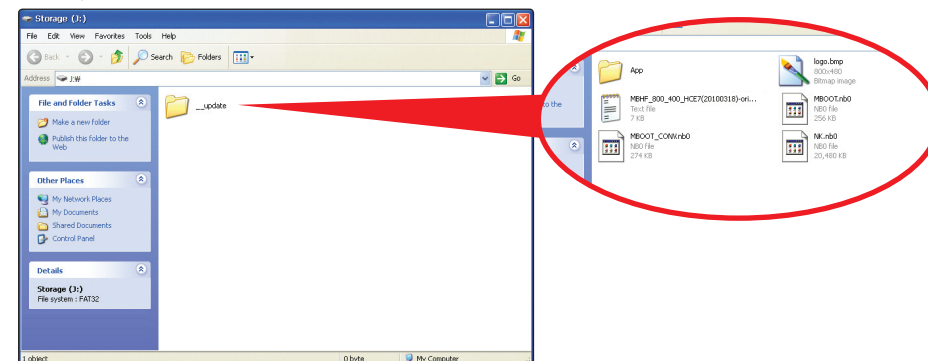 Storage (J:)
File Edit View Favorites Tools Help
Back Search Folders
Address J:₩ Go
File and Folder Tasks
Make a new folder
Publish this folder to the
Web
Other Places
My Network Places
My Documents
Shared Documents
Control Panel
Details
Storage (J:)
File system : FAT32
__update
1 object 0 byte My Computer
to the
App
logo.bmp
800x480
Bitmap Image
MBHF_800_400_HCE7(20100318)-ori...
Text file
7 KB
MBOOT.nb0
NB0 file
256 KB
MBOOT_CONV.nb0
NB0 file
274 KB
NK.nb0
NB0 file
20,480 KB